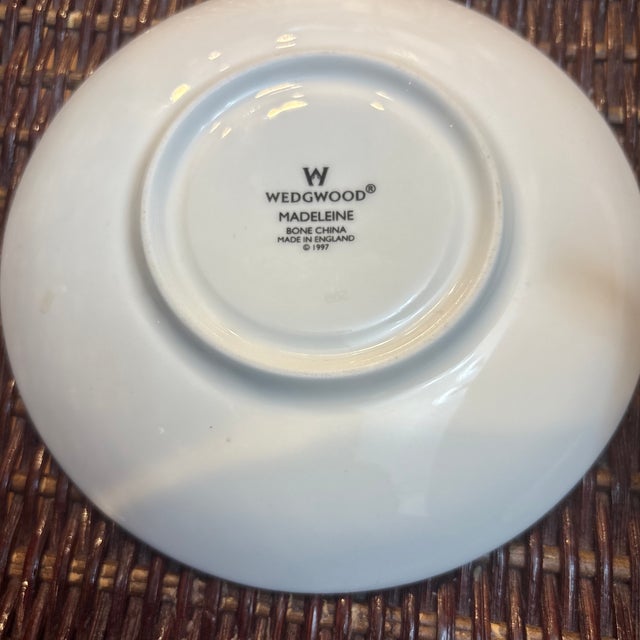 W
WEDGWOOD®
MADELEINE
BONE CHINA
MADE IN ENGLAND
© 1997